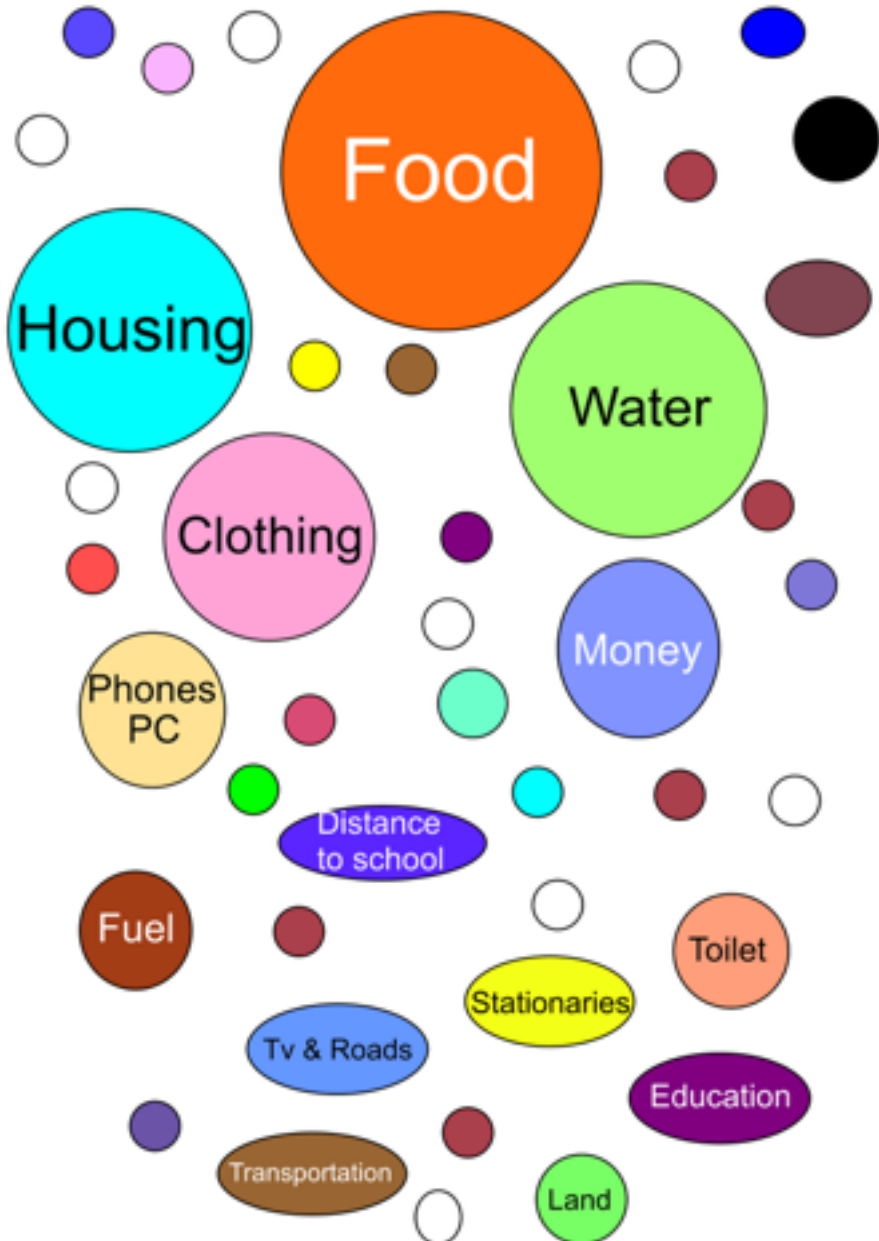 Food
Housing
Water
Clothing
Money
Phones
PC
Distance
to school
Fuel
Toilet
Stationaries
Tv & Roads
Education
Transportation
Land